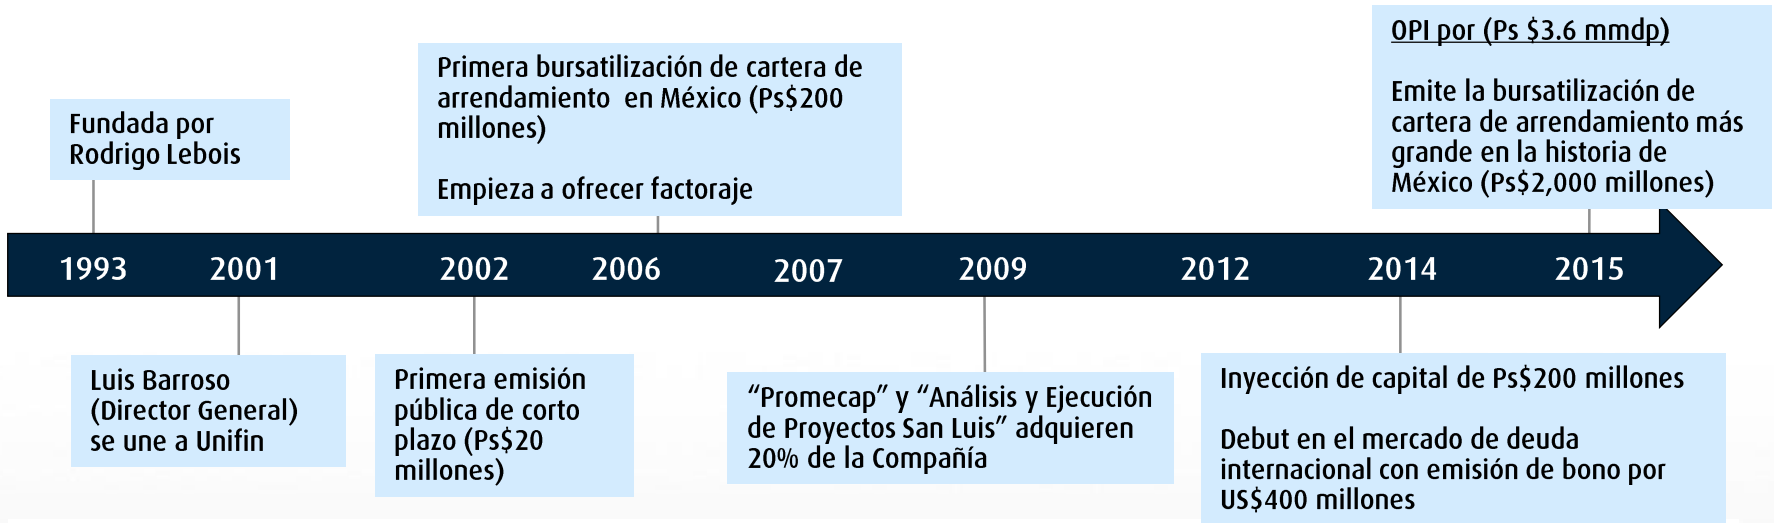 OPI por (Ps $3.6 mmdp)
Emite la bursatilización de
cartera de arrendamiento más
grande en la historia de
México (Ps$2,000 millones)
Primera bursatilización de cartera de
arrendamiento en México (Ps$200
millones)
Empieza a ofrecer factoraje
Fundada por
Rodrigo Lebois
1993 2001 2002 2006 2007 2009 2012 2014 2015
Luis Barroso
(Director General)
se une a Unifin
Primera emisión
pública de corto
plazo (Ps$20
millones)
“Promecap” y “Análisis y Ejecución
de Proyectos San Luis” adquieren
20% de la Compañía
Inyección de capital de Ps$200 millones
Debut en el mercado de deuda
internacional con emisión de bono por
US$400 millones